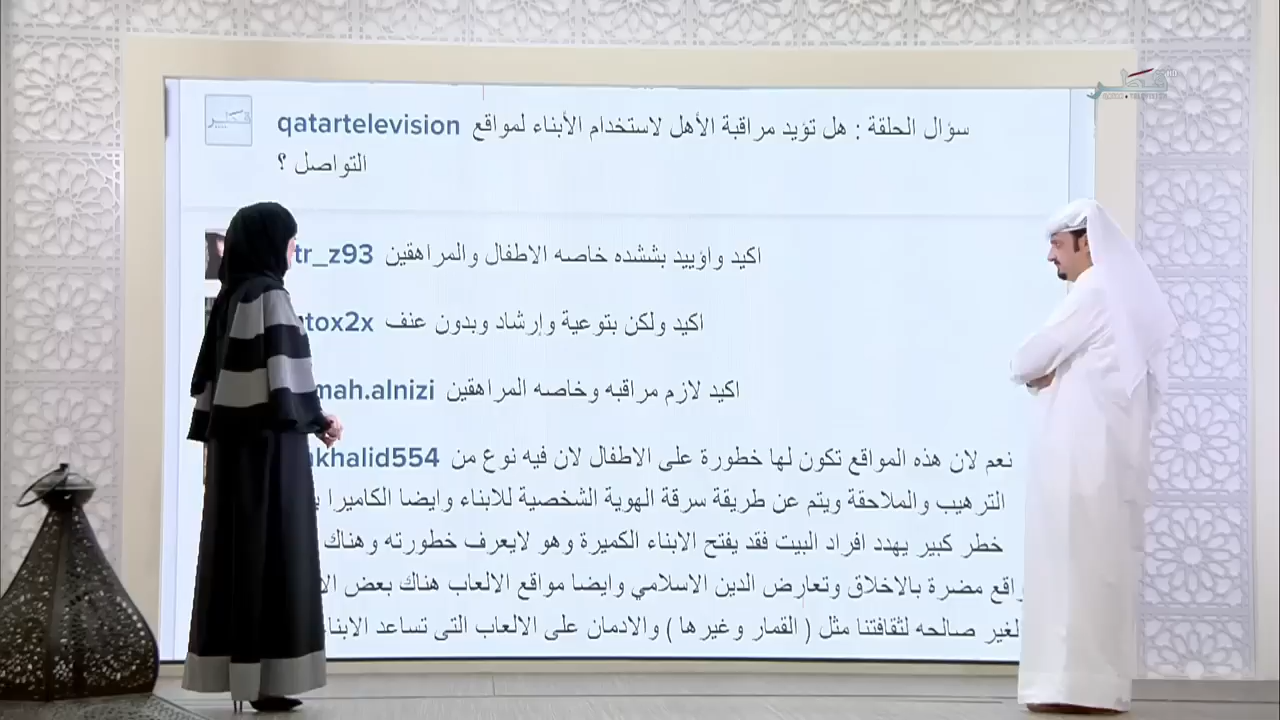 qatartelevision سؤال الحلقة : هل تؤيد مراقبة الأهل لاستخدام الأبناء لمواقع
التواصل ؟
tr_z93 اكيد واؤييد بششده خاصه الاطفال والمراهقين
tox2x اكيد ولكن بتوعية وإرشاد وبدون عنف
mah.alnizi اكيد لازم مراقبه وخاصه المراهقين
khalid554 نعم لان هذه المواقع تكون لها خطورة على الاطفال لان فيه نوع من
الترهيب والملاحقة ويتم عن طريقة سرقة الهوية الشخصية للابناء وايضا الكاميرا
خطر كبير يهدد افراد البيت فقد يفتح الابناء الكميرة وهو لايعرف خطورته وهناك
مضرة بالاخلاق وتعارض الدين الاسلامي وايضا مواقع الالعاب هناك بعض
لغير صالحه لثقافتنا مثل ( القمار وغيرها ) والادمان على الالعاب التى تساعد الابناء